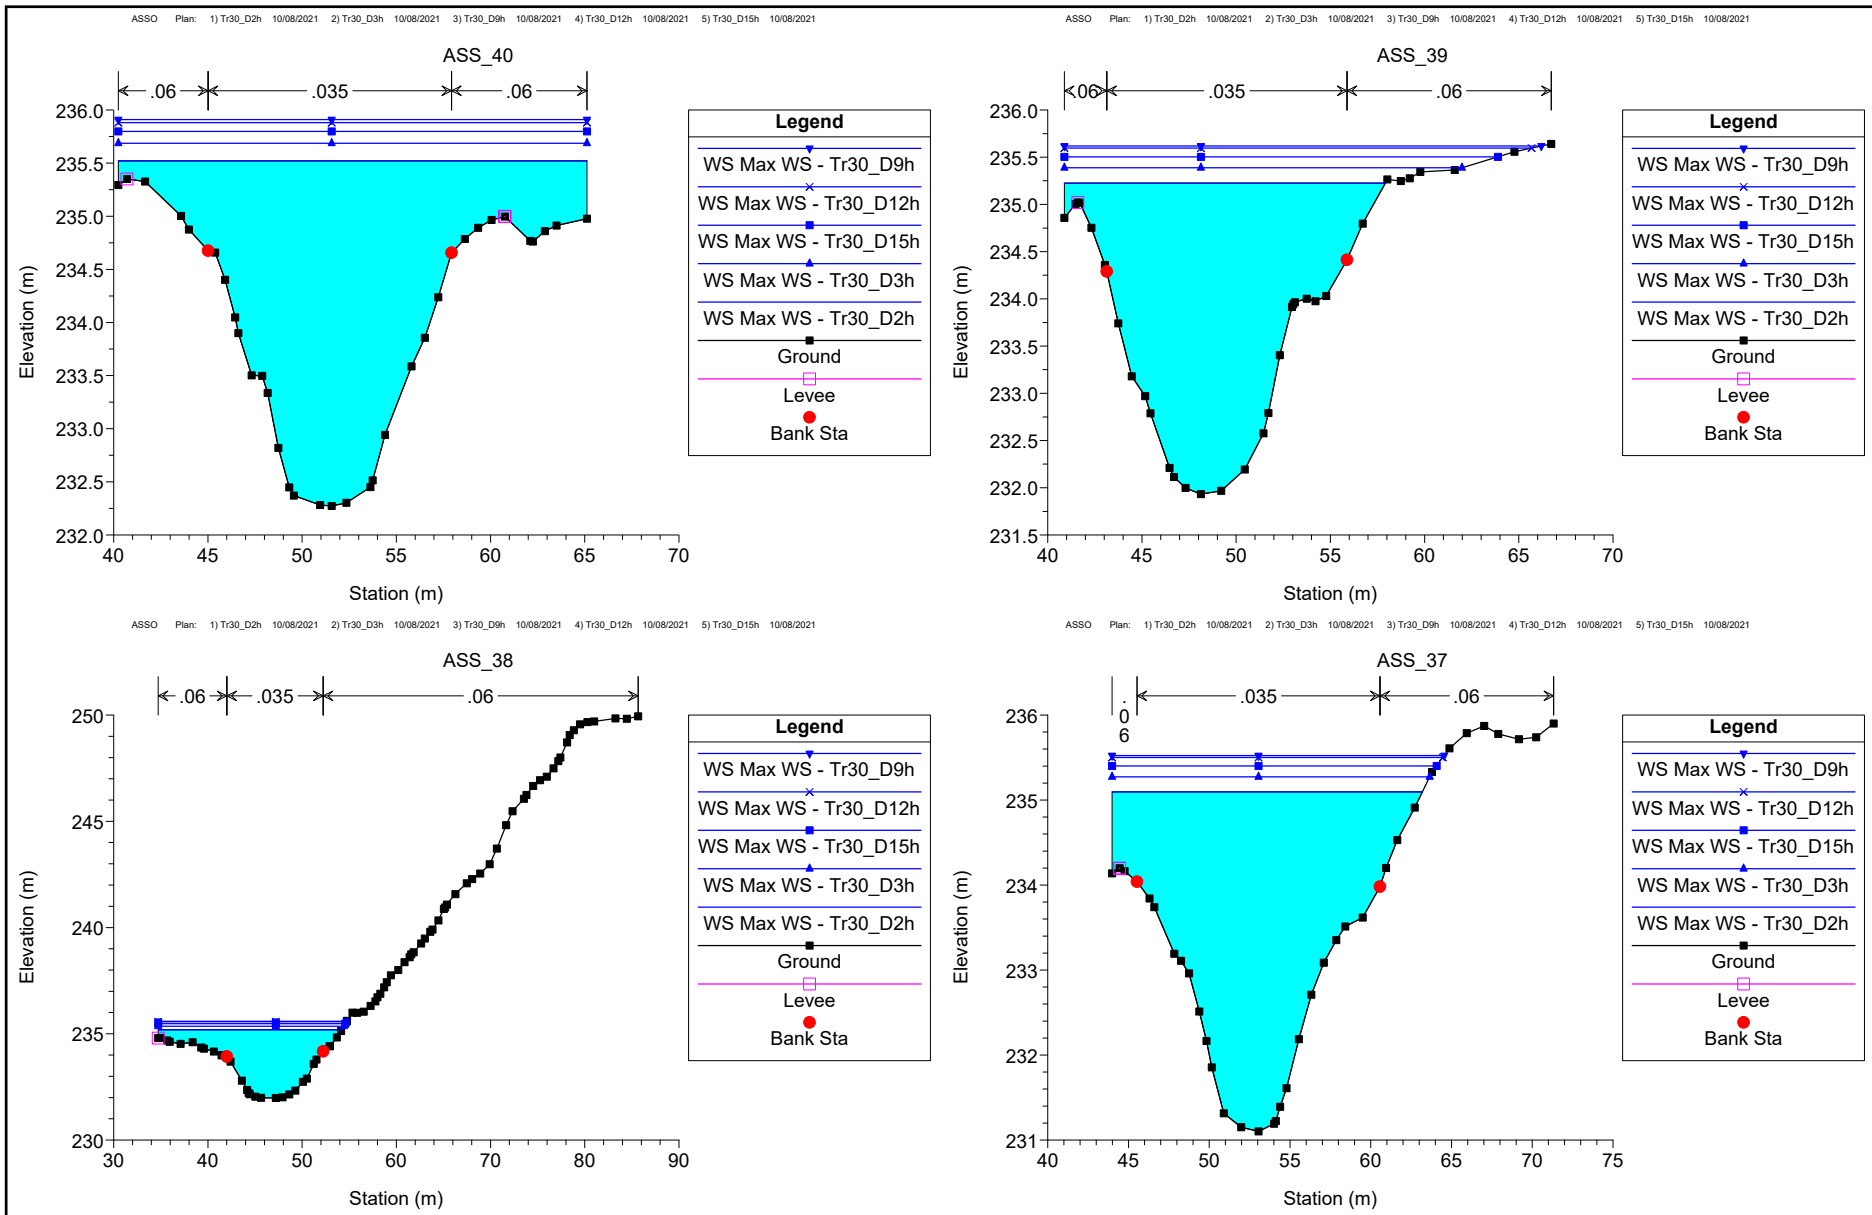 ASSO Plan: 1) Tr30_D2h 10/08/2021 2) Tr30_D3h 10/08/2021 3) Tr30_D9h 10/08/2021 4) Tr30_D12h 10/08/2021 5) Tr30_D15h 10/08/2021
ASS_40
.06 .035 .06
236.0
235.5
235.0
234.5
234.0
233.5
233.0
232.5
232.0
Elevation (m)
40 45 50 55 60 65 70
Station (m)
Legend
WS Max WS - Tr30_D9h
WS Max WS - Tr30_D12h
WS Max WS - Tr30_D15h
WS Max WS - Tr30_D3h
WS Max WS - Tr30_D2h
Ground
Levee
Bank Sta
ASSO Plan: 1) Tr30_D2h 10/08/2021 2) Tr30_D3h 10/08/2021 3) Tr30_D9h 10/08/2021 4) Tr30_D12h 10/08/2021 5) Tr30_D15h 10/08/2021
ASS_39
.06 .035 .06
236.0
235.5
235.0
234.5
234.0
233.5
233.0
232.5
232.0
231.5
Elevation (m)
40 45 50 55 60 65 70
Station (m)
Legend
WS Max WS - Tr30_D9h
WS Max WS - Tr30_D12h
WS Max WS - Tr30_D15h
WS Max WS - Tr30_D3h
WS Max WS - Tr30_D2h
Ground
Levee
Bank Sta
ASSO Plan: 1) Tr30_D2h 10/08/2021 2) Tr30_D3h 10/08/2021 3) Tr30_D9h 10/08/2021 4) Tr30_D12h 10/08/2021 5) Tr30_D15h 10/08/2021
ASS_38
.06 .035 .06
250
245
240
235
230
Elevation (m)
30 40 50 60 70 80 90
Station (m)
Legend
WS Max WS - Tr30_D9h
WS Max WS - Tr30_D12h
WS Max WS - Tr30_D15h
WS Max WS - Tr30_D3h
WS Max WS - Tr30_D2h
Ground
Levee
Bank Sta
ASSO Plan: 1) Tr30_D2h 10/08/2021 2) Tr30_D3h 10/08/2021 3) Tr30_D9h 10/08/2021 4) Tr30_D12h 10/08/2021 5) Tr30_D15h 10/08/2021
ASS_37
.06 .035 .06
236
235
234
233
232
231
Elevation (m)
40 45 50 55 60 65 70 75
Station (m)
Legend
WS Max WS - Tr30_D9h
WS Max WS - Tr30_D12h
WS Max WS - Tr30_D15h
WS Max WS - Tr30_D3h
WS Max WS - Tr30_D2h
Ground
Levee
Bank Sta